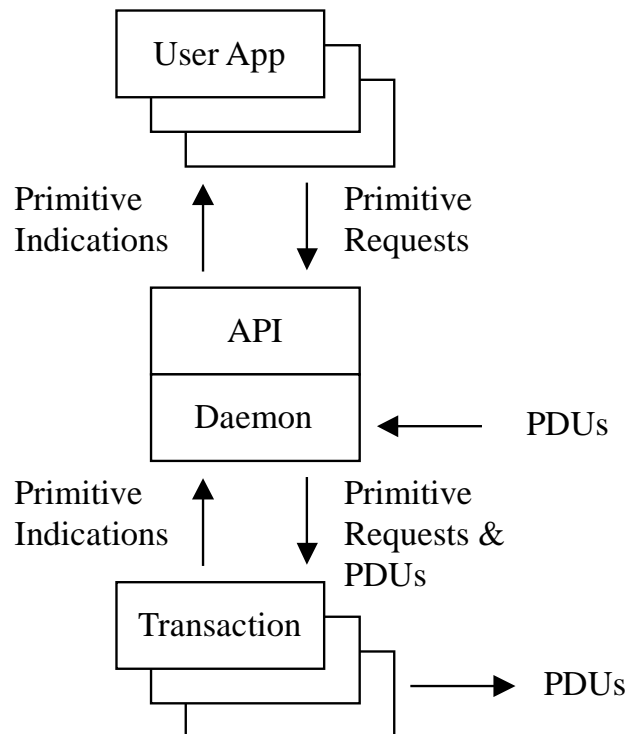 User App
Primitive
Indications
Primitive
Requests
API
Daemon
PDUs
Primitive
Indications
Primitive
Requests &
PDUs
Transaction
PDUs